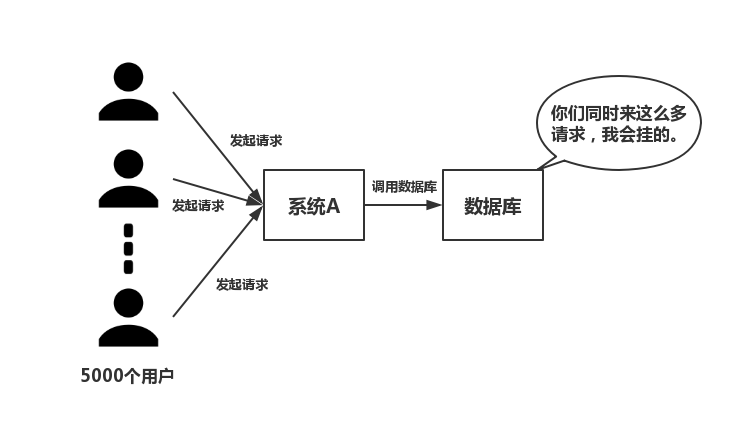 你们同时来这么多
请求，我会挂的。
发起请求
调用数据库
系统A
数据库
发起请求
发起请求
5000个用户